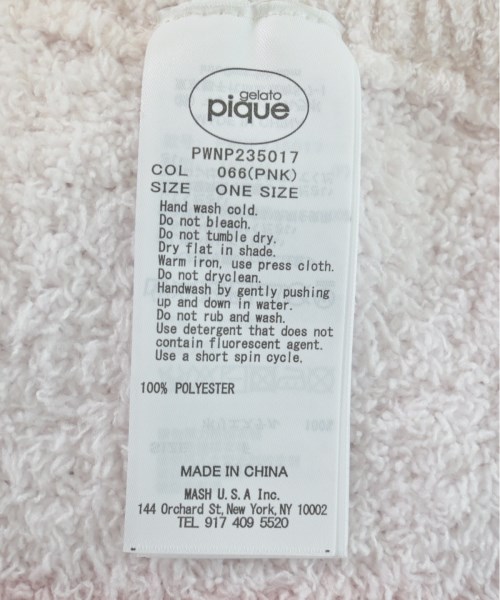 gelato
pique
PWNP235017
COL 066(PNK)
SIZE ONE SIZE
Hand wash cold.
Do not bleach.
Do not tumble dry.
Dry flat in shade.
Warm iron, use press cloth.
Do not dryclean.
Handwash by gently pushing
up and down in water.
Do not rub and wash.
Use detergent that does not
contain fluorescent agent.
Use a short spin cycle.
100% POLYESTER
MADE IN CHINA
MASH U.S.A Inc.
144 Orchard St, New York, NY 10002
TEL 917 409 5520